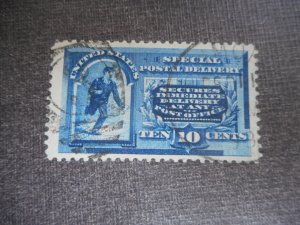 UNITED STATES
SPECIAL
POSTAL DELIVERY
SECURES
IMMEDIATE
DELIVERY
AT ANY
POST OFFICE
TEN 10 CENTS